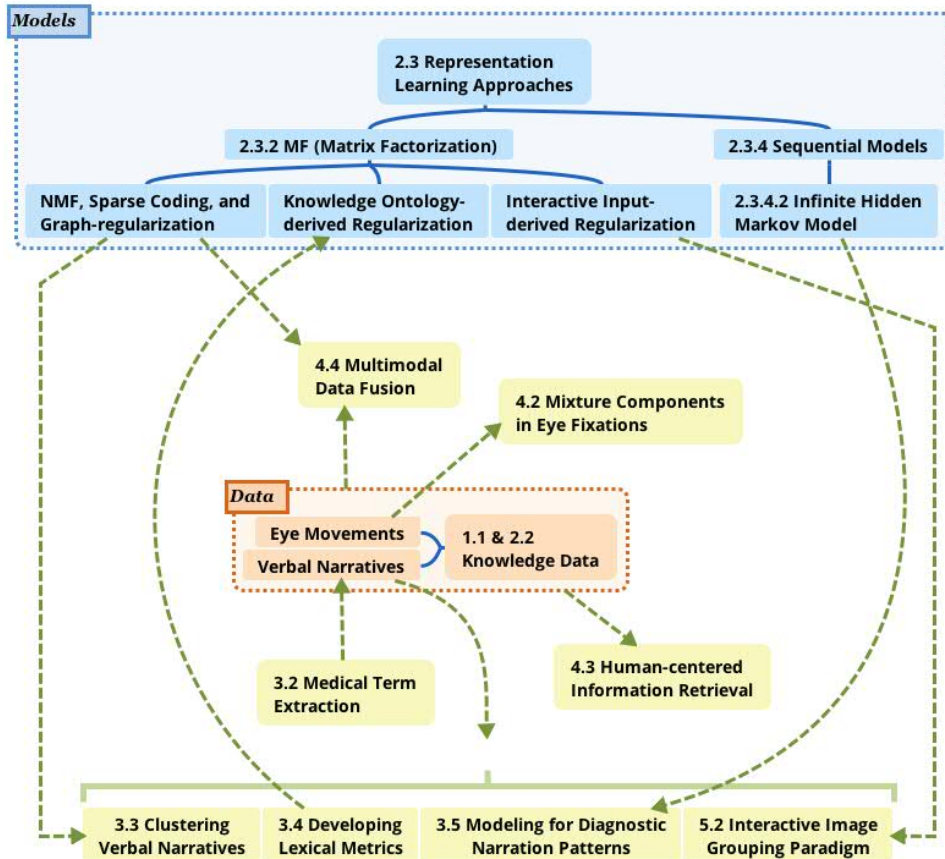 Models
2.3 Representation
Learning Approaches
2.3.2 MF (Matrix Factorization)
2.3.4 Sequential Models
NMF, Sparse Coding, and
Graph-regularization
Knowledge Ontology-
derived Regularization
Interactive Input-
derived Regularization
2.3.4.2 Infinite Hidden
Markov Model
4.4 Multimodal
Data Fusion
4.2 Mixture Components
in Eye Fixations
Data
Eye Movements
Verbal Narratives
1.1 & 2.2
Knowledge Data
3.2 Medical Term
Extraction
4.3 Human-centered
Information Retrieval
3.3 Clustering
Verbal Narratives
3.4 Developing
Lexical Metrics
3.5 Modeling for Diagnostic
Narration Patterns
5.2 Interactive Image
Grouping Paradigm